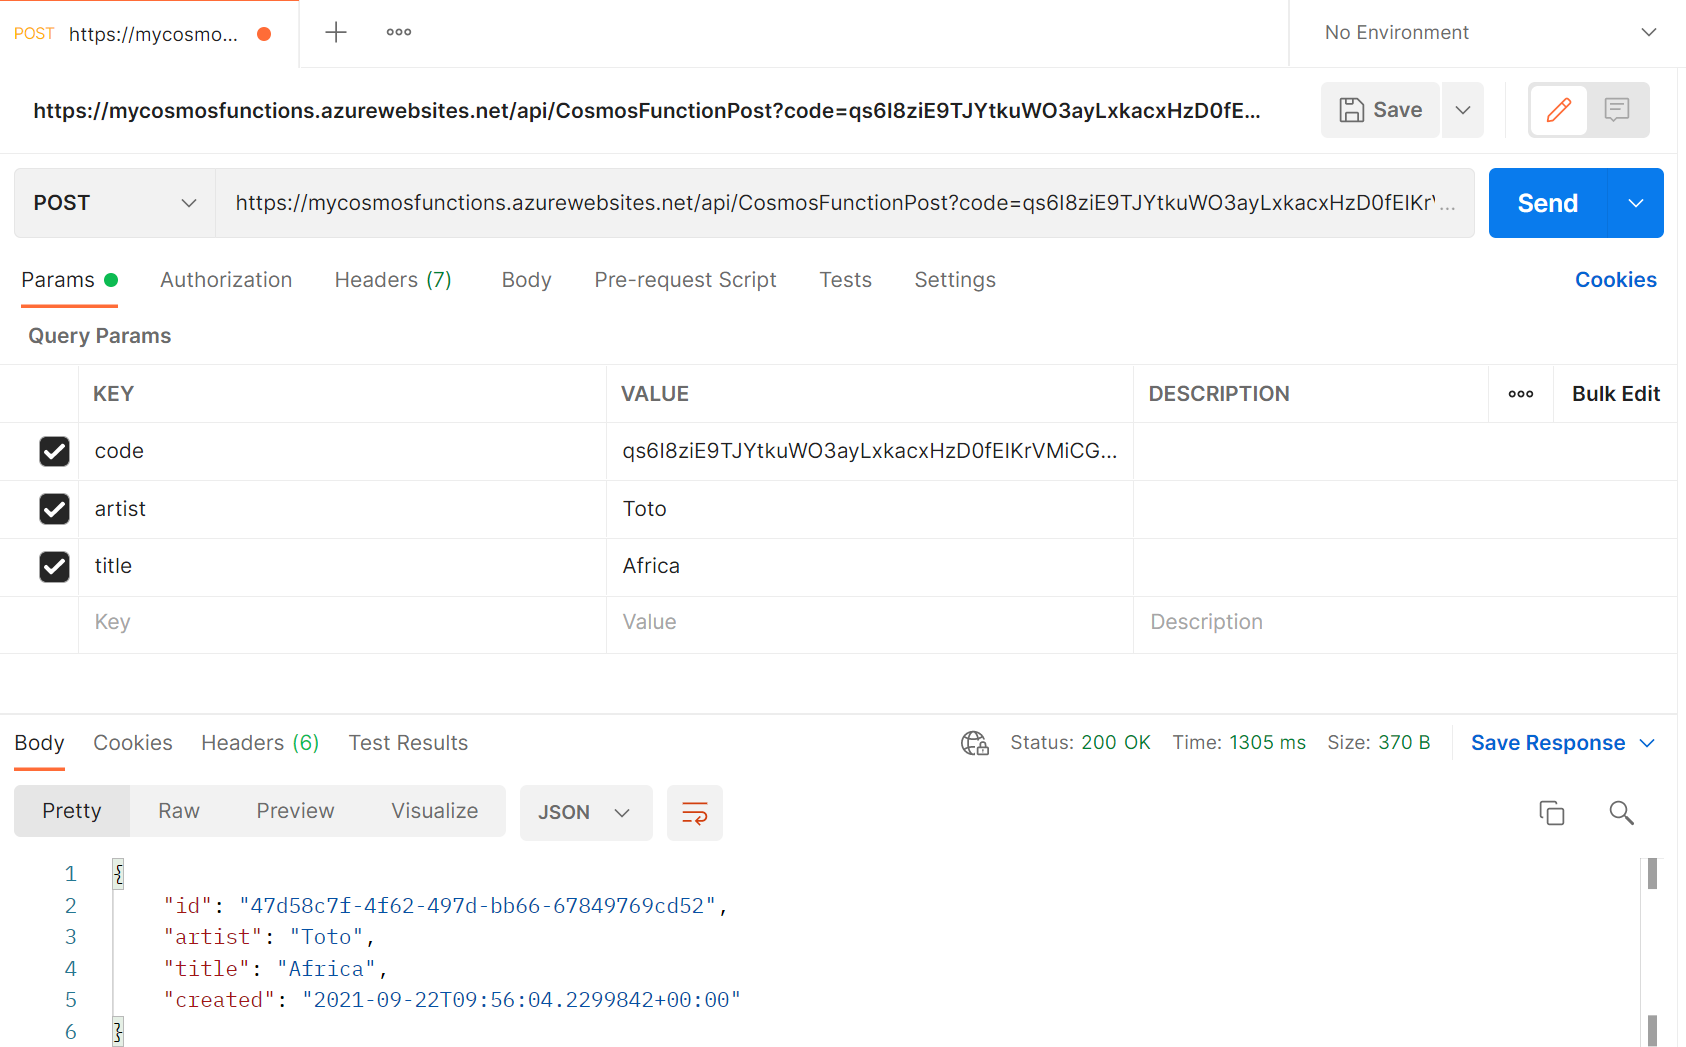 POST https://mycosmo...
No Environment
https://mycosmosfunctions.azurewebsites.net/api/CosmosFunctionPost?code=qs6I8ziE9TJYtkuWO3ayLxkacxHzD0fE...
Save
POST
https://mycosmosfunctions.azurewebsites.net/api/CosmosFunctionPost?code=qs6I8ziE9TJYtkuWO3ayLxkacxHzD0fEIKr...
Send
Params Authorization Headers (7) Body Pre-request Script Tests Settings Cookies
Query Params
KEY VALUE DESCRIPTION Bulk Edit
code qs6I8ziE9TJYtkuWO3ayLxkacxHzD0fEIKrVMiCG...
artist Toto
title Africa
Key Value Description
Body Cookies Headers (6) Test Results Status: 200 OK Time: 1305 ms Size: 370 B Save Response
Pretty Raw Preview Visualize JSON
1 {
2 "id": "47d58c7f-4f62-497d-bb66-67849769cd52",
3 "artist": "Toto",
4 "title": "Africa",
5 "created": "2021-09-22T09:56:04.2299842+00:00"
6 }